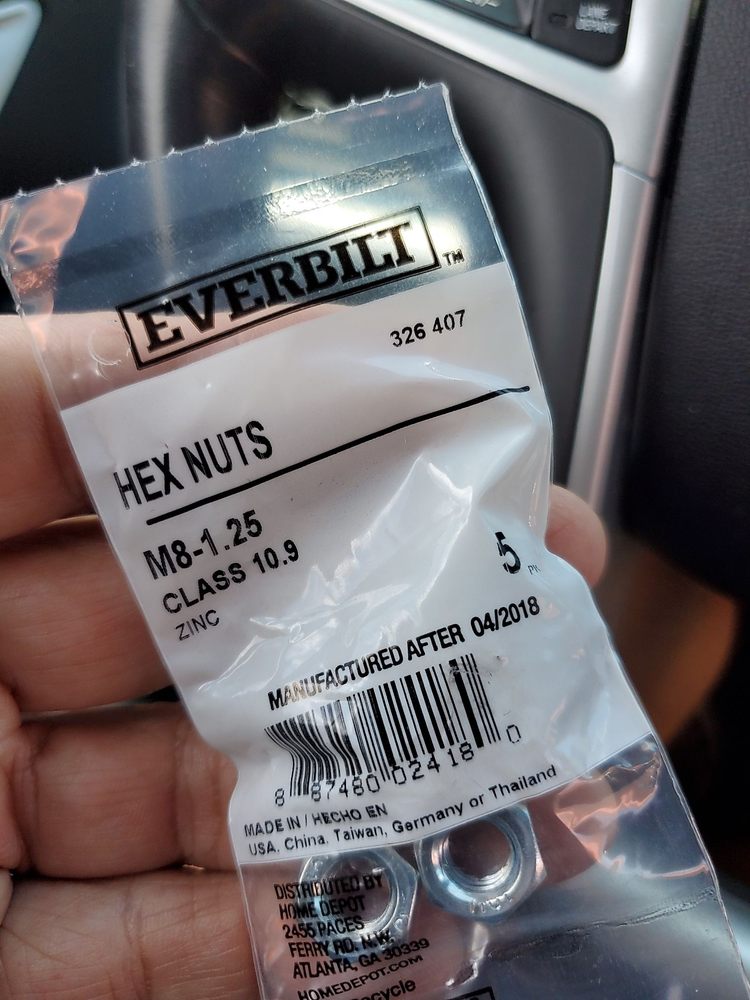 EVERBILT™
326 407
HEX NUTS
M8-1.25
CLASS 10.9
ZINC
5
MANUFACTURED AFTER 04/2018
8 87480 02418 0
MADE IN / HECHO EN
USA, China, Taiwan, Germany or Thailand
DISTRIBUTED BY
HOME DEPOT
2455 PACES
FERRY RD. N.W.
ATLANTA, GA 30339
HOMEDEPOT.COM